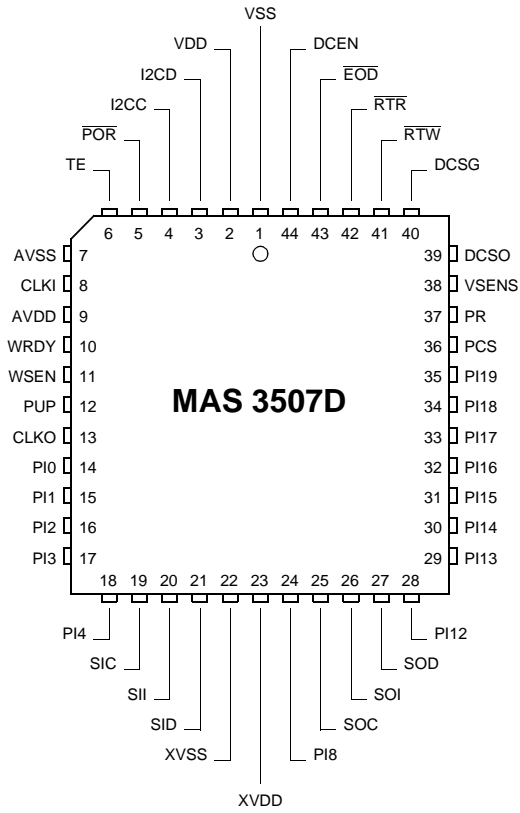 VSS
VDD DCEN
I2CD E̅O̅D̅
I2CC R̅T̅R̅
P̅O̅R̅ R̅T̅W̅
TE DCSG
6 5 4 3 2 1 44 43 42 41 40
AVSS 7 39 DCSO
CLKI 8 38 VSENS
AVDD 9 37 PR
WRDY 10 36 PCS
WSEN 11 35 PI19
MAS 3507D
PUP 12 34 PI18
CLKO 13 33 PI17
PI0 14 32 PI16
PI1 15 31 PI15
PI2 16 30 PI14
PI3 17 29 PI13
18 19 20 21 22 23 24 25 26 27 28
PI4 PI12
SIC SOD
SII SOI
SID SOC
XVSS PI8
XVDD